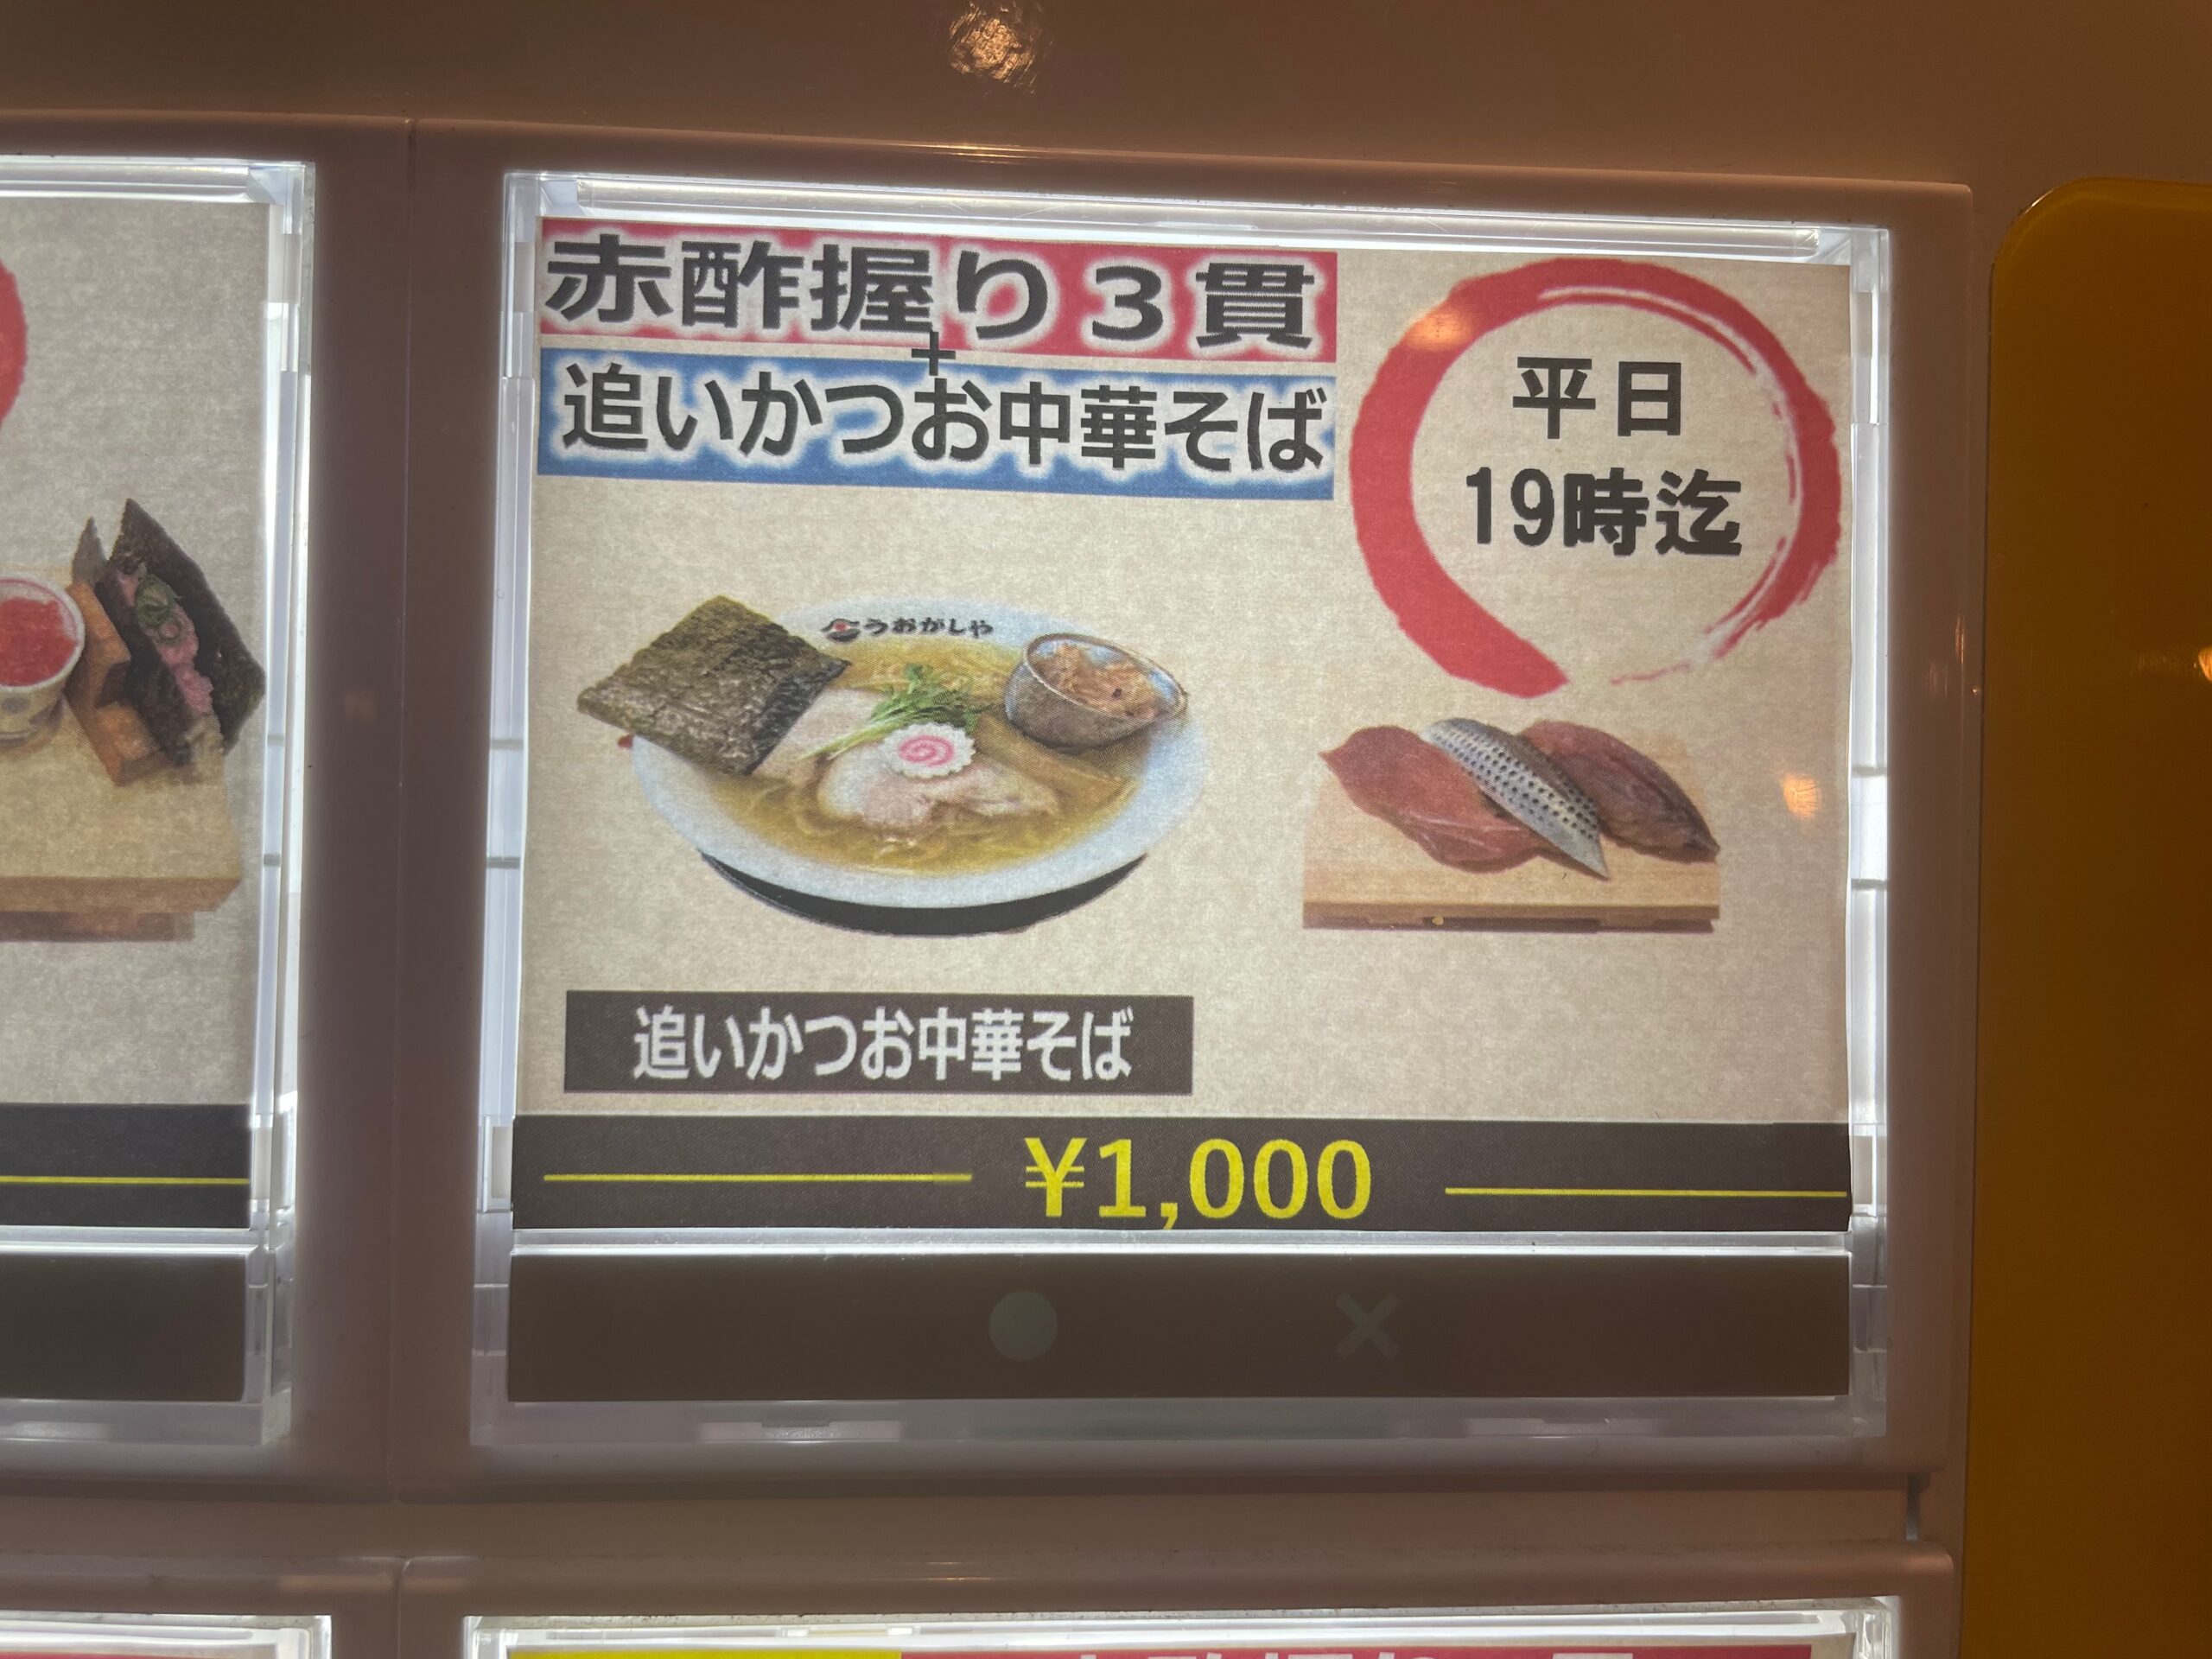 赤酢握り３貫
+
追いかつお中華そば
平日
19時迄
うおがしや
追いかつお中華そば
¥1,000